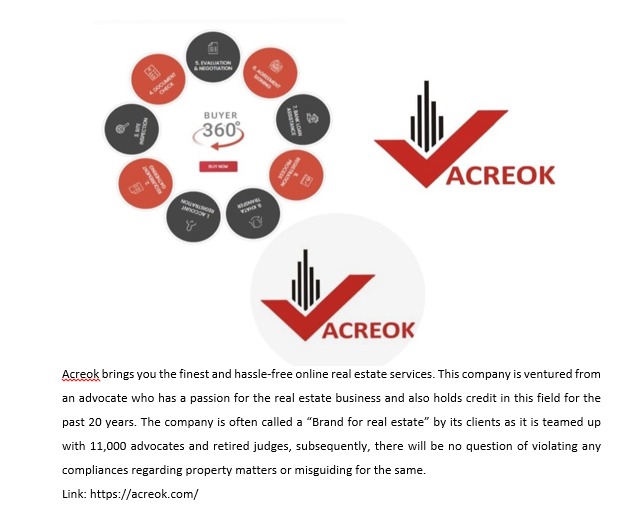 5. EVALUATION
& NEGOTIATION
4. DOCUMENT
CHECK
6. AGREEMENT
SIGNING
3. SITE
INSPECTION
BUYER
360°
BUY NOW
7. BANK LOAN
ASSISTANCE
2.
REQUIREMENT
GATHERING
8.
REGISTRATION
PROCESS
1. ACCOUNT
REGISTRATION
9. KHATA
TRANSFER
ACREOK
ACREOK
Acreok brings you the finest and hassle-free online real estate services. This company is ventured from
an advocate who has a passion for the real estate business and also holds credit in this field for the
past 20 years. The company is often called a “Brand for real estate” by its clients as it is teamed up
with 11,000 advocates and retired judges, subsequently, there will be no question of violating any
compliances regarding property matters or misguiding for the same.
Link: https://acreok.com/